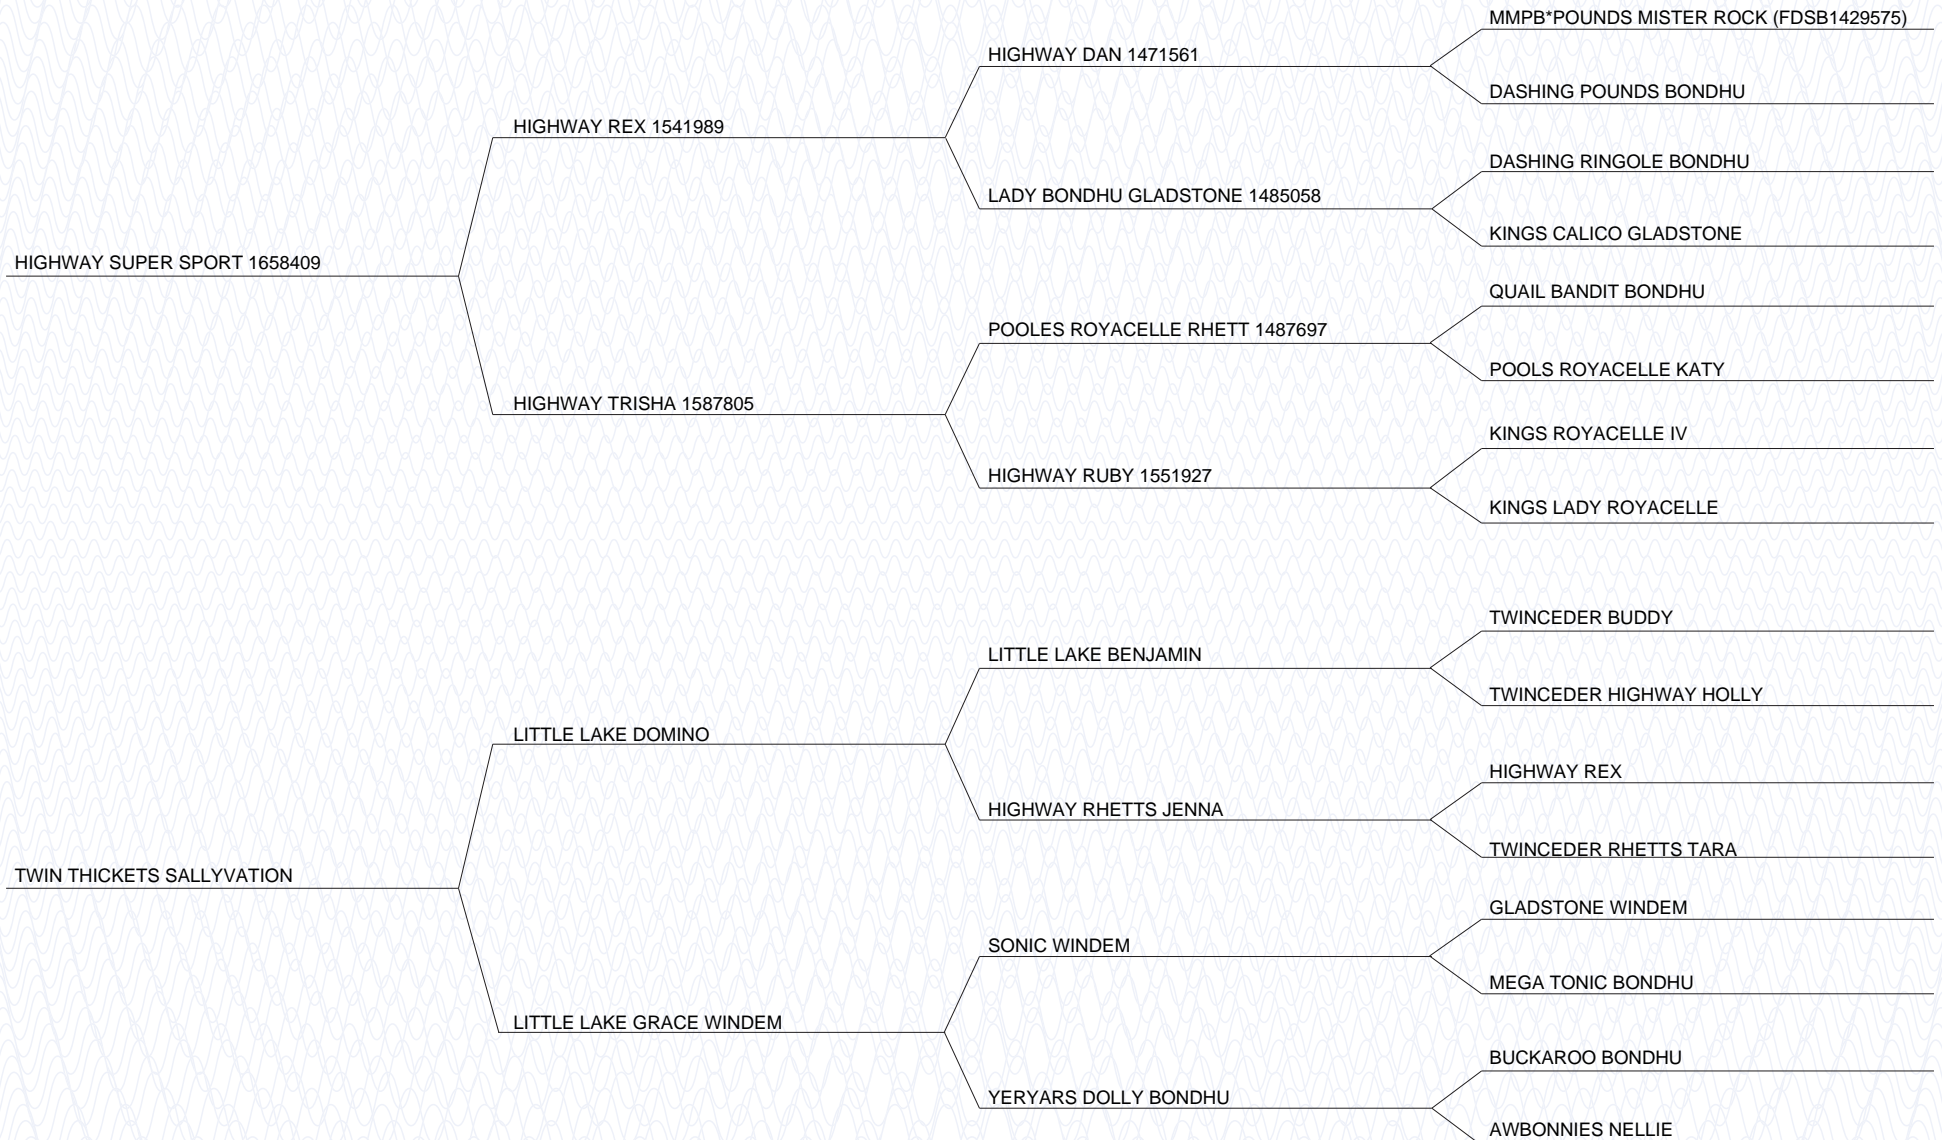 MMPB*POUNDS MISTER ROCK (FDSB1429575)
HIGHWAY DAN 1471561
DASHING POUNDS BONDHU
HIGHWAY REX 1541989
DASHING RINGOLE BONDHU
LADY BONDHU GLADSTONE 1485058
KINGS CALICO GLADSTONE
HIGHWAY SUPER SPORT 1658409
QUAIL BANDIT BONDHU
POOLES ROYACELLE RHETT 1487697
POOLS ROYACELLE KATY
HIGHWAY TRISHA 1587805
KINGS ROYACELLE IV
HIGHWAY RUBY 1551927
KINGS LADY ROYACELLE
TWINCEDER BUDDY
LITTLE LAKE BENJAMIN
TWINCEDER HIGHWAY HOLLY
LITTLE LAKE DOMINO
HIGHWAY REX
HIGHWAY RHETTS JENNA
TWINCEDER RHETTS TARA
TWIN THICKETS SALLYVATION
GLADSTONE WINDEM
SONIC WINDEM
MEGA TONIC BONDHU
LITTLE LAKE GRACE WINDEM
BUCKAROO BONDHU
YERYARS DOLLY BONDHU
AWBONNIES NELLIE